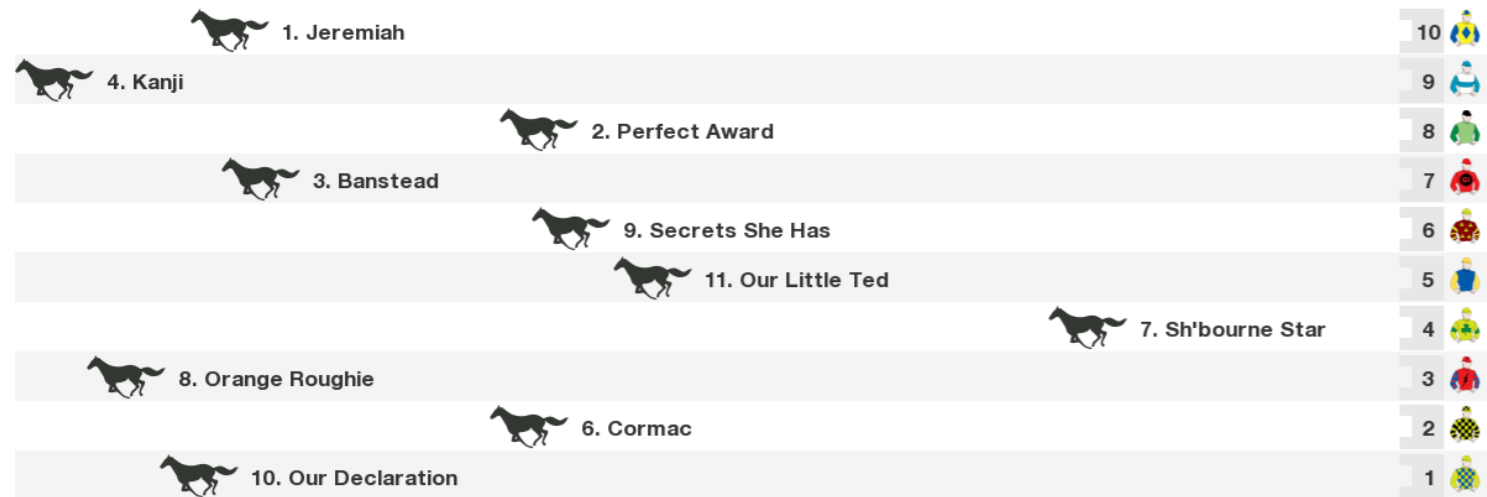 1. Jeremiah 10
4. Kanji 9
2. Perfect Award 8
3. Banstead 7
9. Secrets She Has 6
11. Our Little Ted 5
7. Sh'bourne Star 4
8. Orange Roughie 3
6. Cormac 2
10. Our Declaration 1